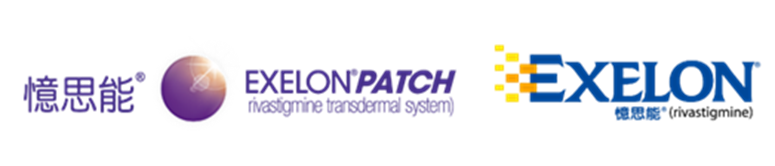 憶思能®
EXELON®PATCH
rivastigmine transdermal system)
EXELON®
憶思能® (rivastigmine)